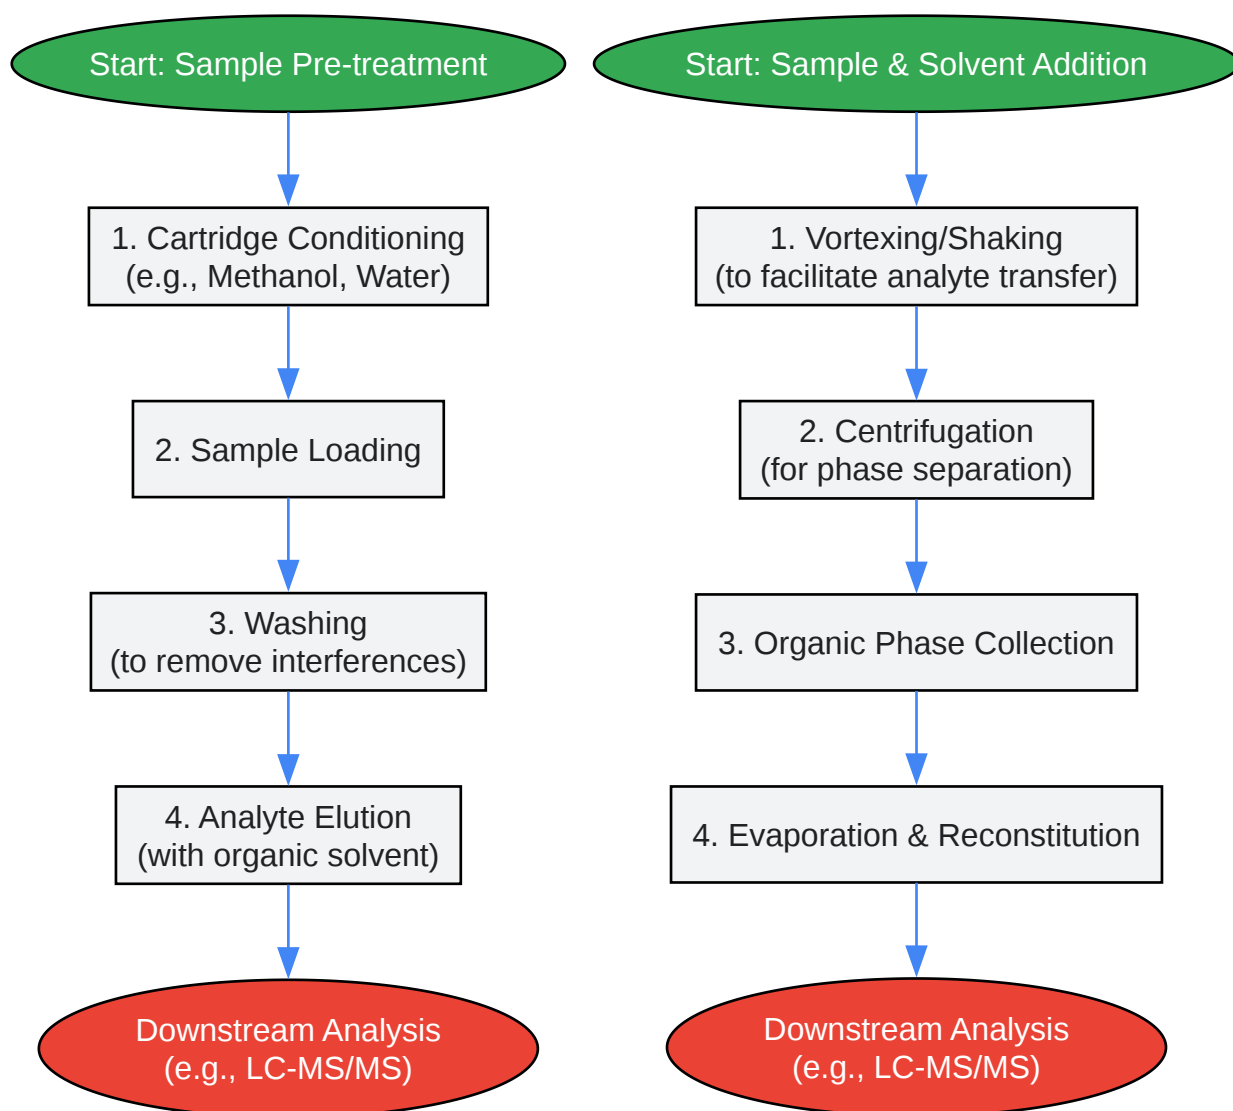 Start: Sample Pre-treatment
1. Cartridge Conditioning
(e.g., Methanol, Water)
2. Sample Loading
3. Washing
(to remove interferences)
4. Analyte Elution
(with organic solvent)
Downstream Analysis
(e.g., LC-MS/MS)
Start: Sample & Solvent Addition
1. Vortexing/Shaking
(to facilitate analyte transfer)
2. Centrifugation
(for phase separation)
3. Organic Phase Collection
4. Evaporation & Reconstitution
Downstream Analysis
(e.g., LC-MS/MS)